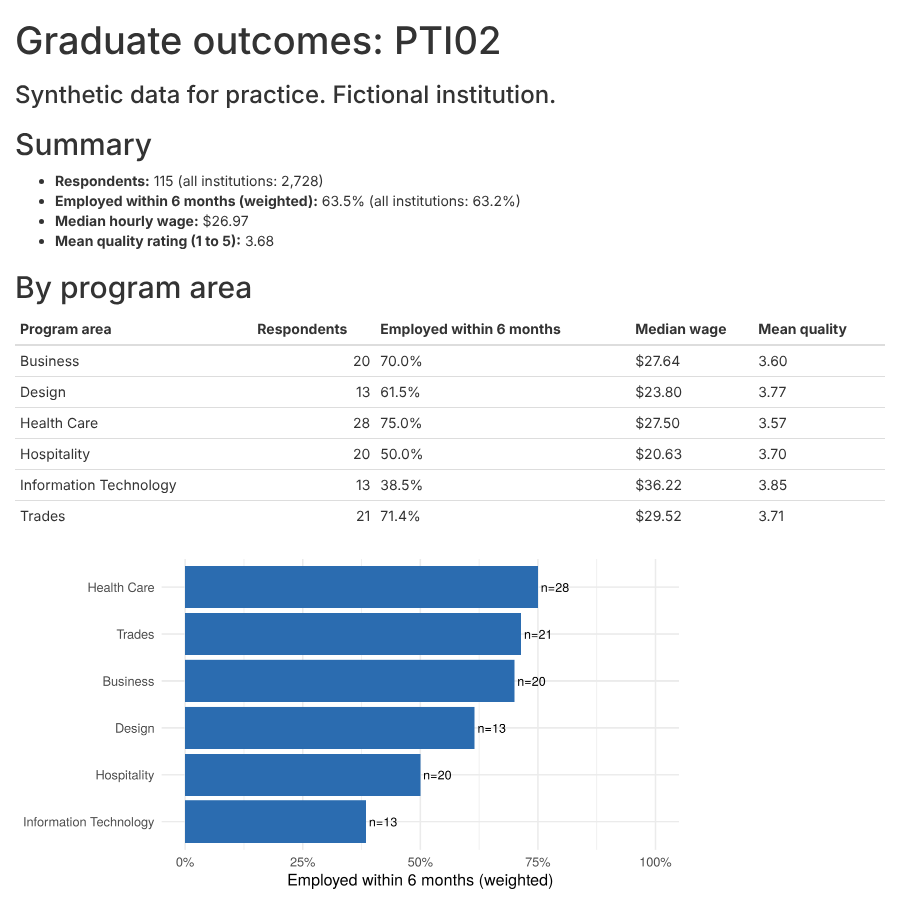 Graduate outcomes: PTI02
Synthetic data for practice. Fictional institution.
Summary
• Respondents: 115 (all institutions: 2,728)
• Employed within 6 months (weighted): 63.5% (all institutions: 63.2%)
• Median hourly wage: $26.97
• Mean quality rating (1 to 5): 3.68
By program area
Program area Respondents Employed within 6 months Median wage Mean quality
Business 20 70.0% $27.64 3.60
Design 13 61.5% $23.80 3.77
Health Care 28 75.0% $27.50 3.57
Hospitality 20 50.0% $20.63 3.70
Information Technology 13 38.5% $36.22 3.85
Trades 21 71.4% $29.52 3.71
Health Care n=28
Trades n=21
Business n=20
Design n=13
Hospitality n=20
Information Technology n=13
0% 25% 50% 75% 100%
Employed within 6 months (weighted)